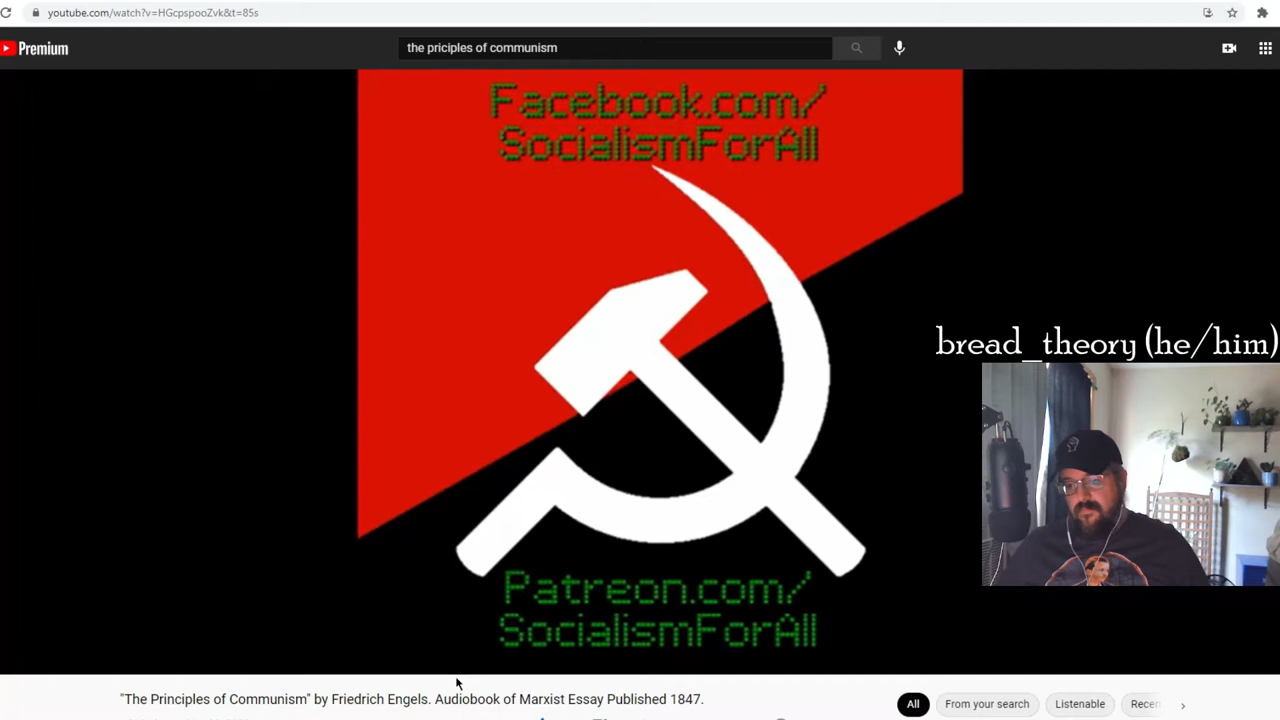 youtube.com/watch?v=HGcpspooZvk&t=85s
Premium
the priciples of communism
Facebook.com/
SocialismForAll
bread_theory (he/him)
Patreon.com/
SocialismForAll
"The Principles of Communism" by Friedrich Engels. Audiobook of Marxist Essay Published 1847.
All
From your search
Listenable
Recen